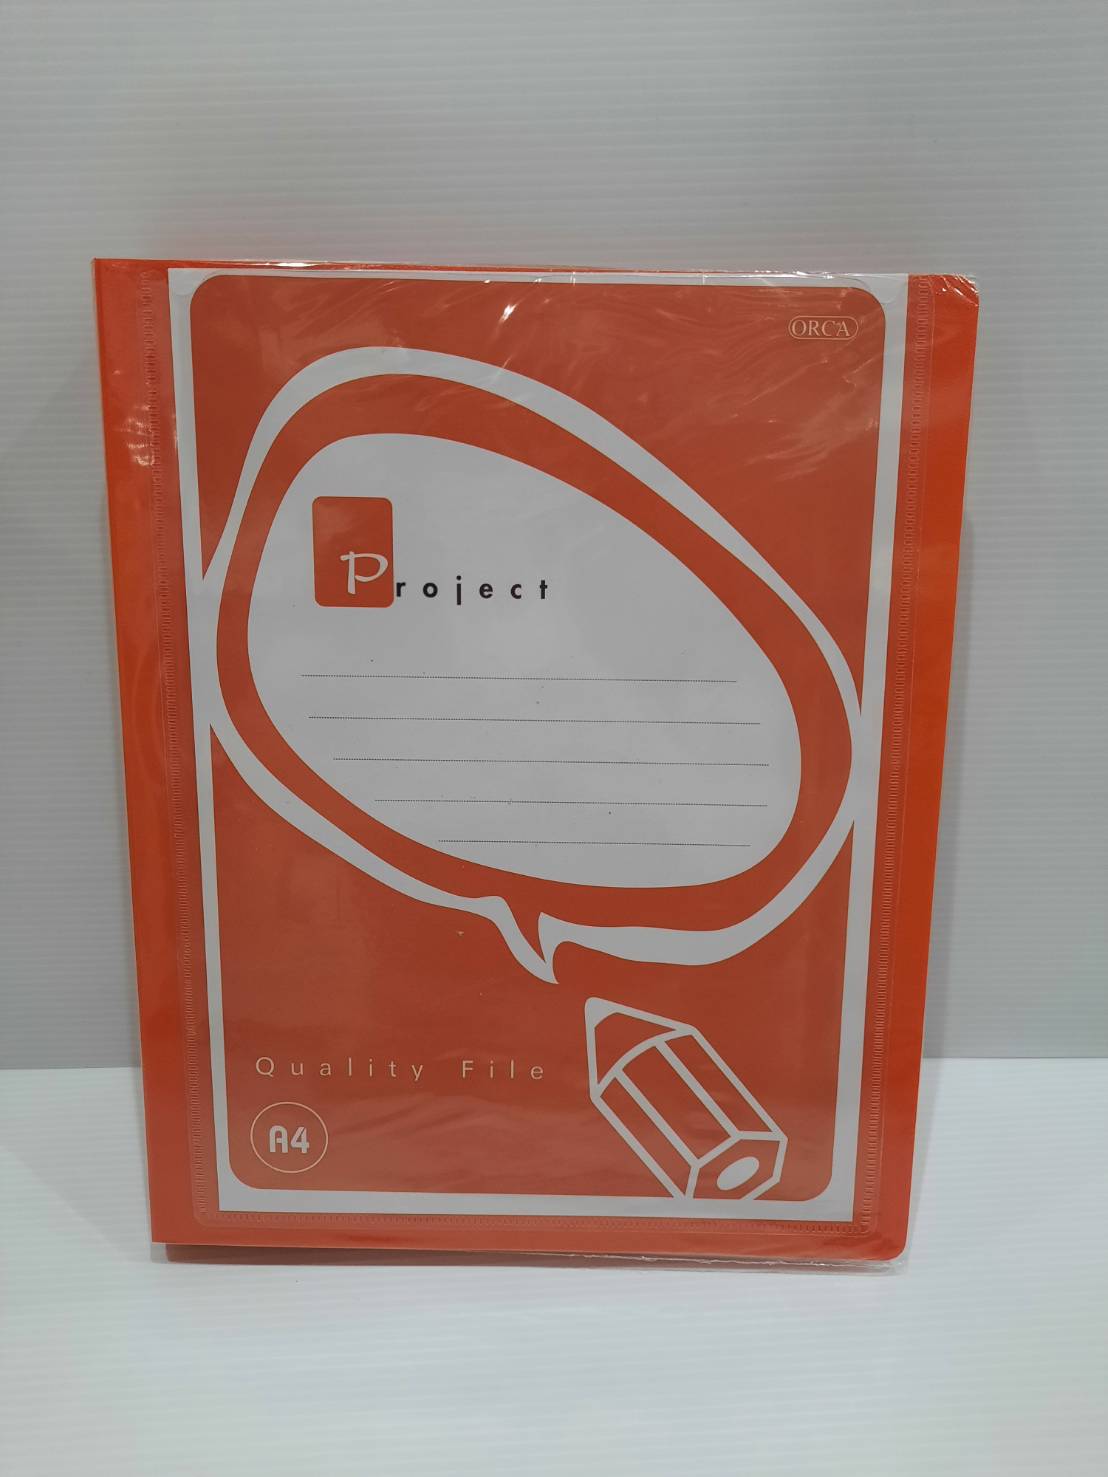 ORCA
Project
Quality File
A4